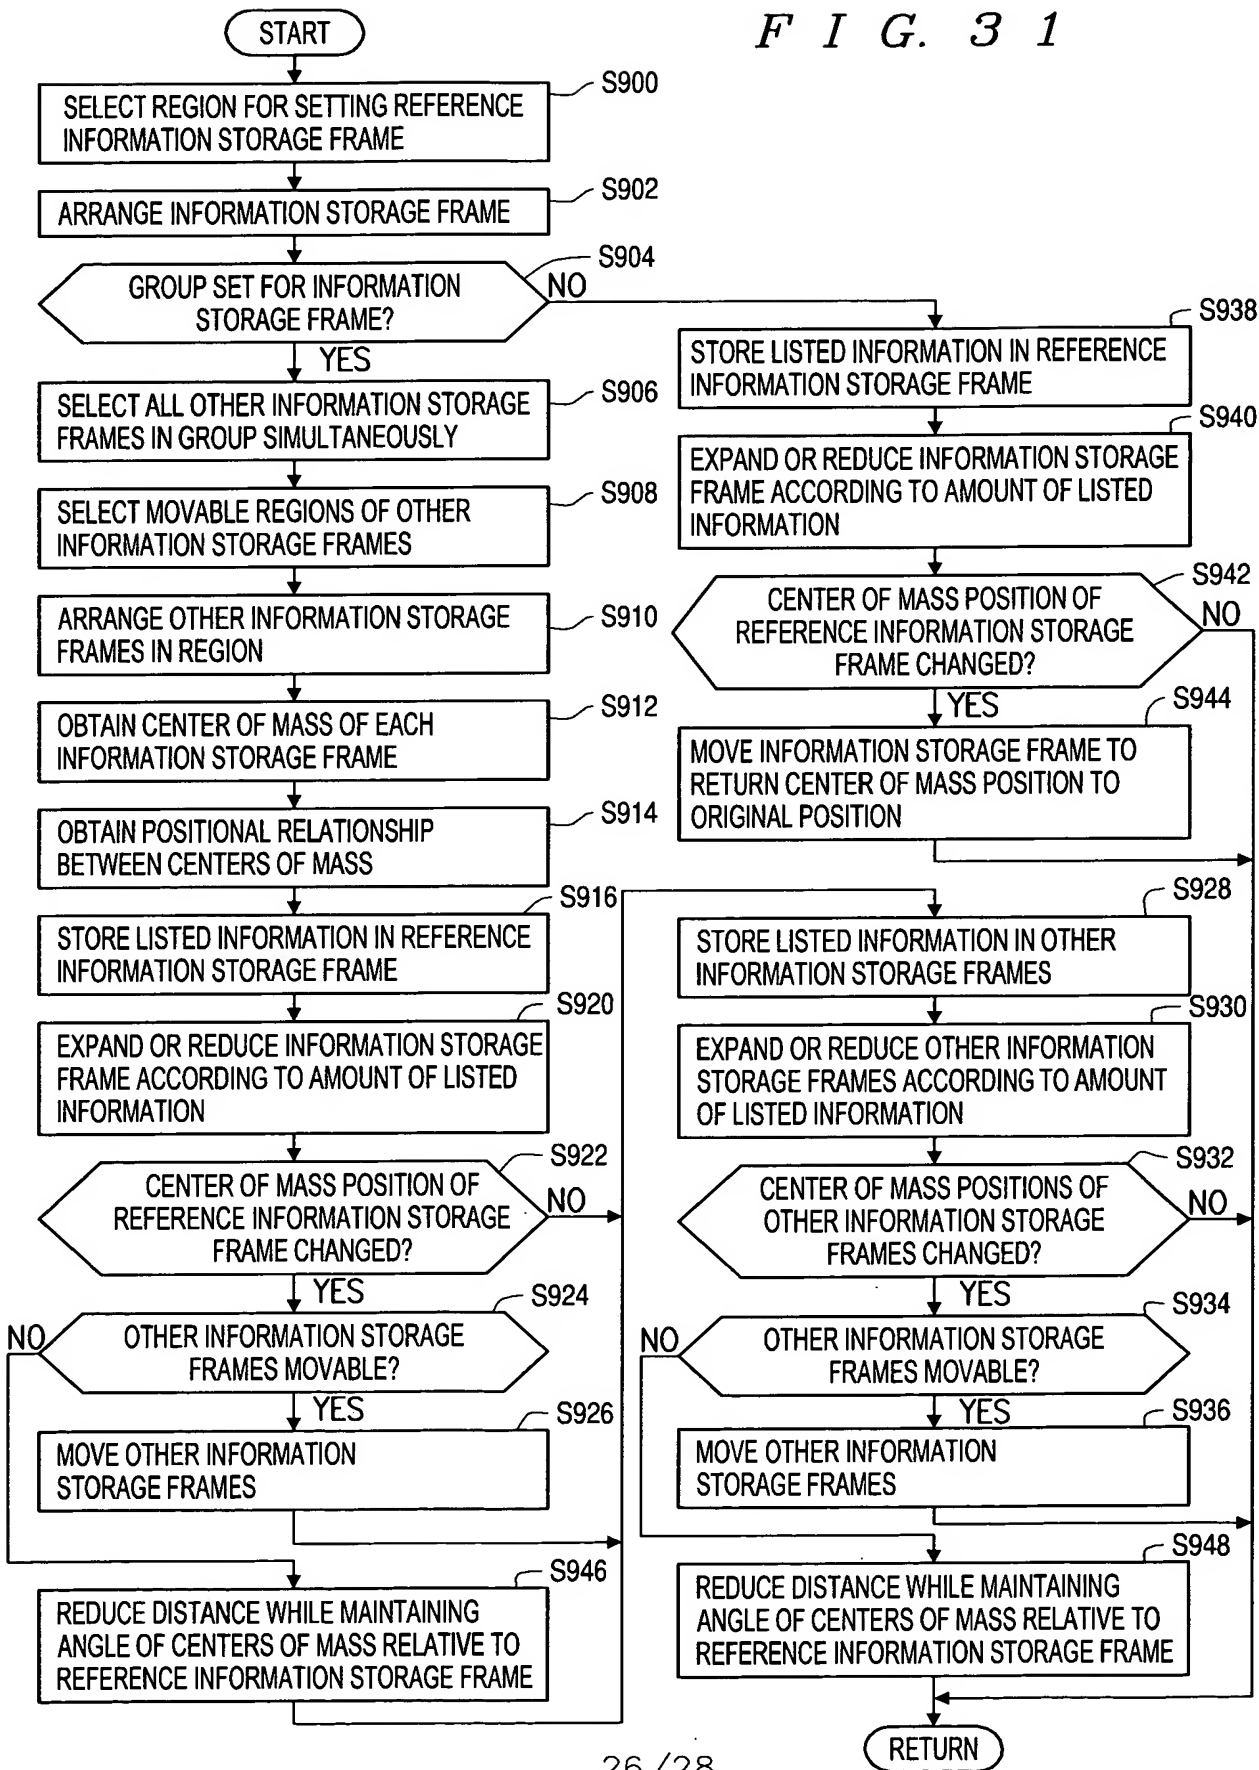 F I G. 3 1
START
S900
SELECT REGION FOR SETTING REFERENCE
INFORMATION STORAGE FRAME
S902
ARRANGE INFORMATION STORAGE FRAME
S904
GROUP SET FOR INFORMATION
STORAGE FRAME?
NO
YES
S906
SELECT ALL OTHER INFORMATION STORAGE
FRAMES IN GROUP SIMULTANEOUSLY
S908
SELECT MOVABLE REGIONS OF OTHER
INFORMATION STORAGE FRAMES
S910
ARRANGE OTHER INFORMATION STORAGE
FRAMES IN REGION
S912
OBTAIN CENTER OF MASS OF EACH
INFORMATION STORAGE FRAME
S914
OBTAIN POSITIONAL RELATIONSHIP
BETWEEN CENTERS OF MASS
S916
STORE LISTED INFORMATION IN REFERENCE
INFORMATION STORAGE FRAME
S920
EXPAND OR REDUCE INFORMATION STORAGE
FRAME ACCORDING TO AMOUNT OF LISTED
INFORMATION
S922
CENTER OF MASS POSITION OF
REFERENCE INFORMATION STORAGE
FRAME CHANGED?
NO
YES
S924
NO
OTHER INFORMATION STORAGE
FRAMES MOVABLE?
YES
S926
MOVE OTHER INFORMATION
STORAGE FRAMES
S946
REDUCE DISTANCE WHILE MAINTAINING
ANGLE OF CENTERS OF MASS RELATIVE TO
REFERENCE INFORMATION STORAGE FRAME
S938
STORE LISTED INFORMATION IN REFERENCE
INFORMATION STORAGE FRAME
S940
EXPAND OR REDUCE INFORMATION STORAGE
FRAME ACCORDING TO AMOUNT OF LISTED
INFORMATION
S942
CENTER OF MASS POSITION OF
REFERENCE INFORMATION STORAGE
FRAME CHANGED?
NO
YES
S944
MOVE INFORMATION STORAGE FRAME TO
RETURN CENTER OF MASS POSITION TO
ORIGINAL POSITION
S928
STORE LISTED INFORMATION IN OTHER
INFORMATION STORAGE FRAMES
S930
EXPAND OR REDUCE OTHER INFORMATION
STORAGE FRAMES ACCORDING TO AMOUNT
OF LISTED INFORMATION
S932
CENTER OF MASS POSITIONS OF
OTHER INFORMATION STORAGE
FRAMES CHANGED?
NO
YES
S934
NO
OTHER INFORMATION STORAGE
FRAMES MOVABLE?
YES
S936
MOVE OTHER INFORMATION
STORAGE FRAMES
S948
REDUCE DISTANCE WHILE MAINTAINING
ANGLE OF CENTERS OF MASS RELATIVE TO
REFERENCE INFORMATION STORAGE FRAME
RETURN
26/28